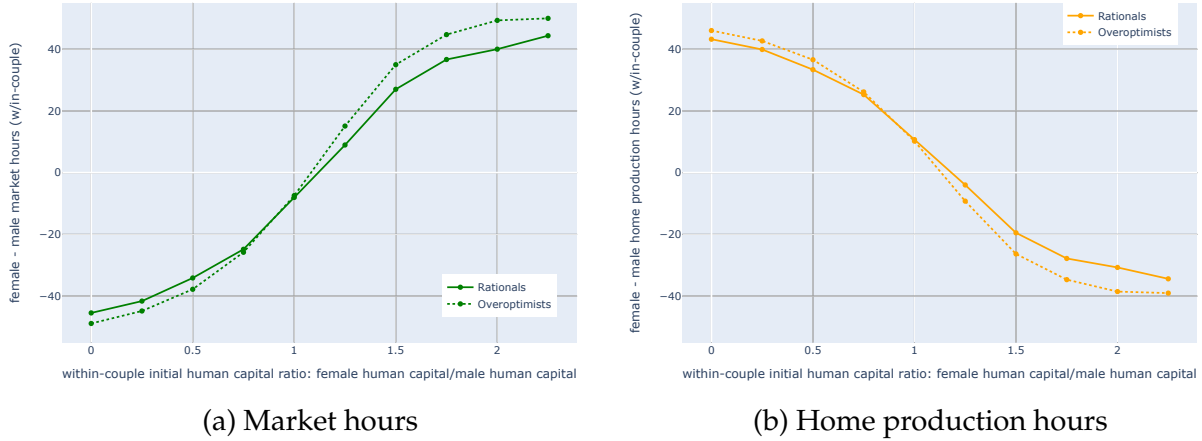 female - male market hours (w/in-couple)
40
20
0
−20
−40
0
0.5
1
1.5
2
Rationals
Overoptimists
within-couple initial human capital ratio: female human capital/male human capital
(a) Market hours
female - male home production hours (w/in-couple)
40
20
0
−20
−40
0
0.5
1
1.5
2
Rationals
Overoptimists
within-couple initial human capital ratio: female human capital/male human capital
(b) Home production hours